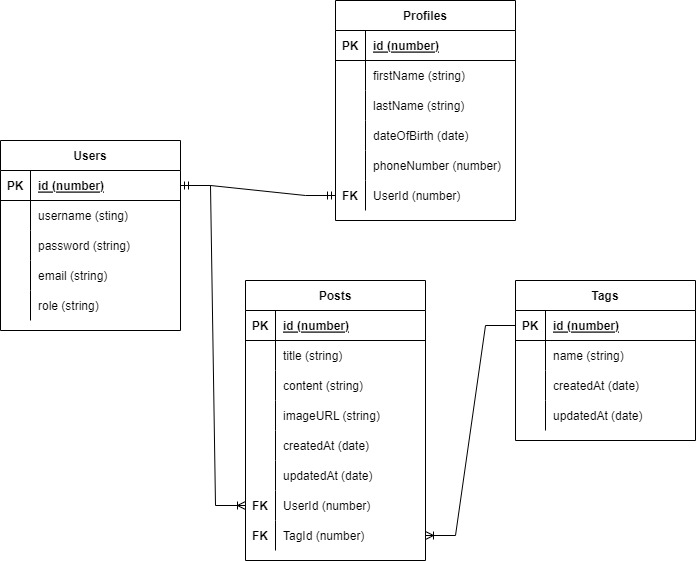 Profiles
PK id (number)
firstName (string)
lastName (string)
dateOfBirth (date)
phoneNumber (number)
FK UserId (number)
Users
PK id (number)
username (sting)
password (string)
email (string)
role (string)
Posts
PK id (number)
title (string)
content (string)
imageURL (string)
createdAt (date)
updatedAt (date)
FK UserId (number)
FK TagId (number)
Tags
PK id (number)
name (string)
createdAt (date)
updatedAt (date)